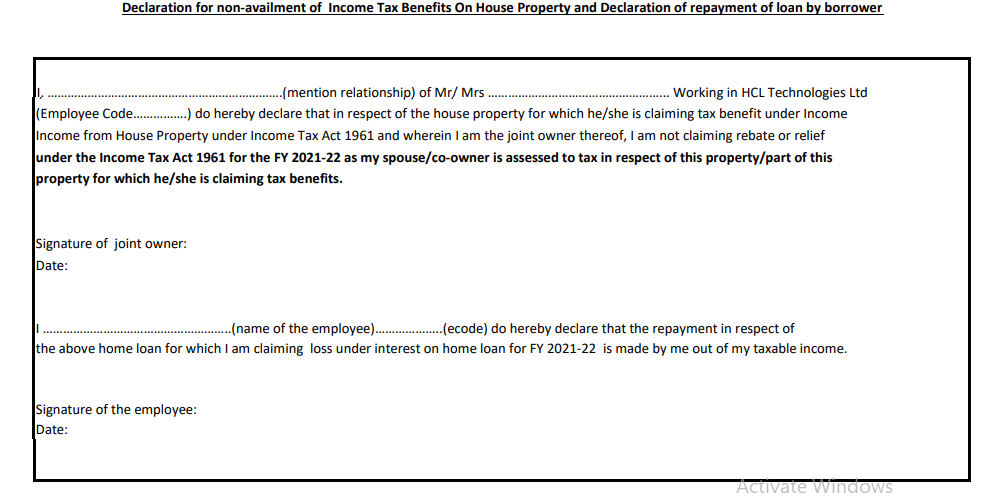 Declaration for non-availment of Income Tax Benefits On House Property and Declaration of repayment of loan by borrower
I, ..........................................................................(mention relationship) of Mr/ Mrs ......................................................... Working in HCL Technologies Ltd
(Employee Code................) do hereby declare that in respect of the house property for which he/she is claiming tax benefit under Income
Income from House Property under Income Tax Act 1961 and wherein I am the joint owner thereof, I am not claiming rebate or relief
under the Income Tax Act 1961 for the FY 2021-22 as my spouse/co-owner is assessed to tax in respect of this property/part of this
property for which he/she is claiming tax benefits.
Signature of joint owner:
Date:
I ...........................................................(name of the employee).....................(ecode) do hereby declare that the repayment in respect of
the above home loan for which I am claiming loss under interest on home loan for FY 2021-22 is made by me out of my taxable income.
Signature of the employee:
Date:
Activate Windows